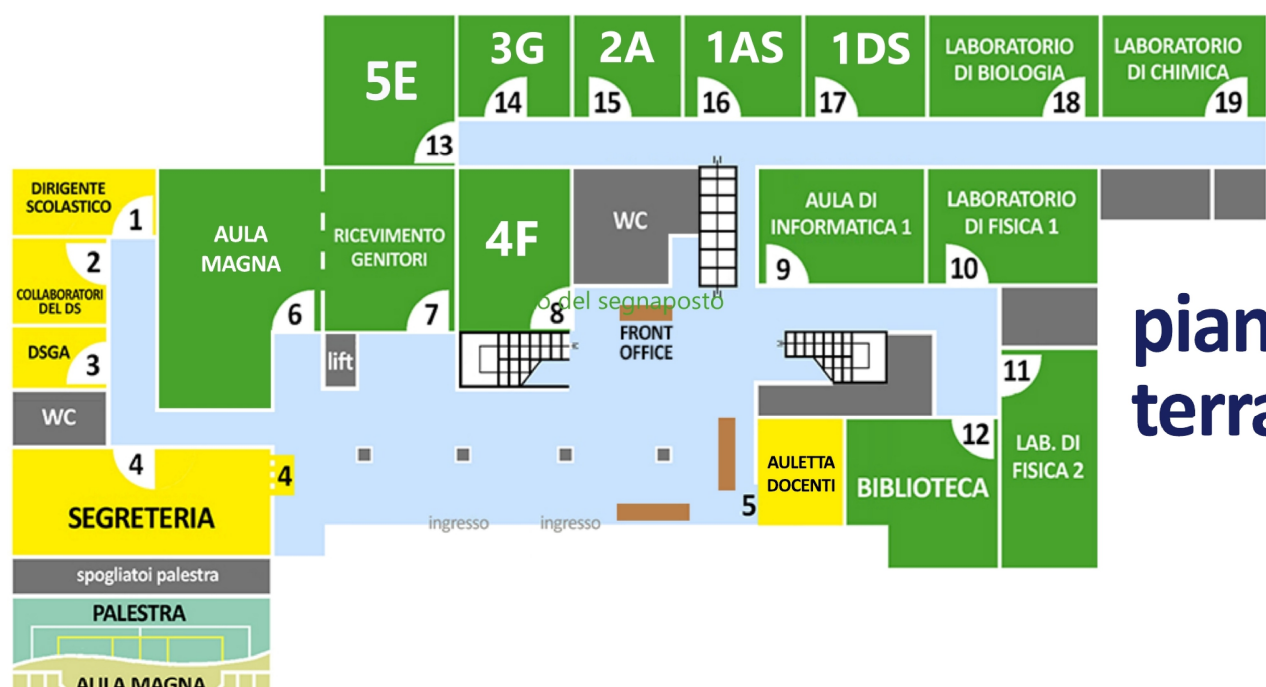 5E
13
3G
14
2A
15
1AS
16
1DS
17
LABORATORIO
DI BIOLOGIA
18
LABORATORIO
DI CHIMICA
19
DIRIGENTE
SCOLASTICO
1
2
COLLABORATORI
DEL DS
DSGA
3
WC
AULA
MAGNA
6
RICEVIMENTO
GENITORI
7
4F
8
WC
del segnaposto
FRONT
OFFICE
AULA DI
INFORMATICA 1
9
LABORATORIO
DI FISICA 1
10
lift
11
LAB. DI
FISICA 2
4
4
SEGRETERIA
AULETTA
DOCENTI
5
12
BIBLIOTECA
ingresso
ingresso
spogliatoi palestra
PALESTRA
AULA MAGNA